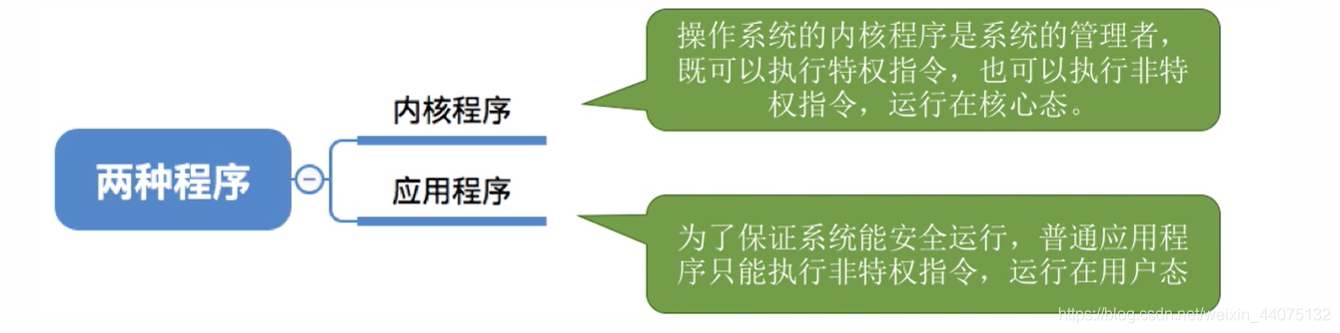 操作系统的内核程序是系统的管理者，
既可以执行特权指令，也可以执行非特
权指令，运行在核心态。
内核程序
两种程序
应用程序
为了保证系统能安全运行，普通应用程
序只能执行非特权指令，运行在用户态
https://blog.csdn.net/weixin_44075132